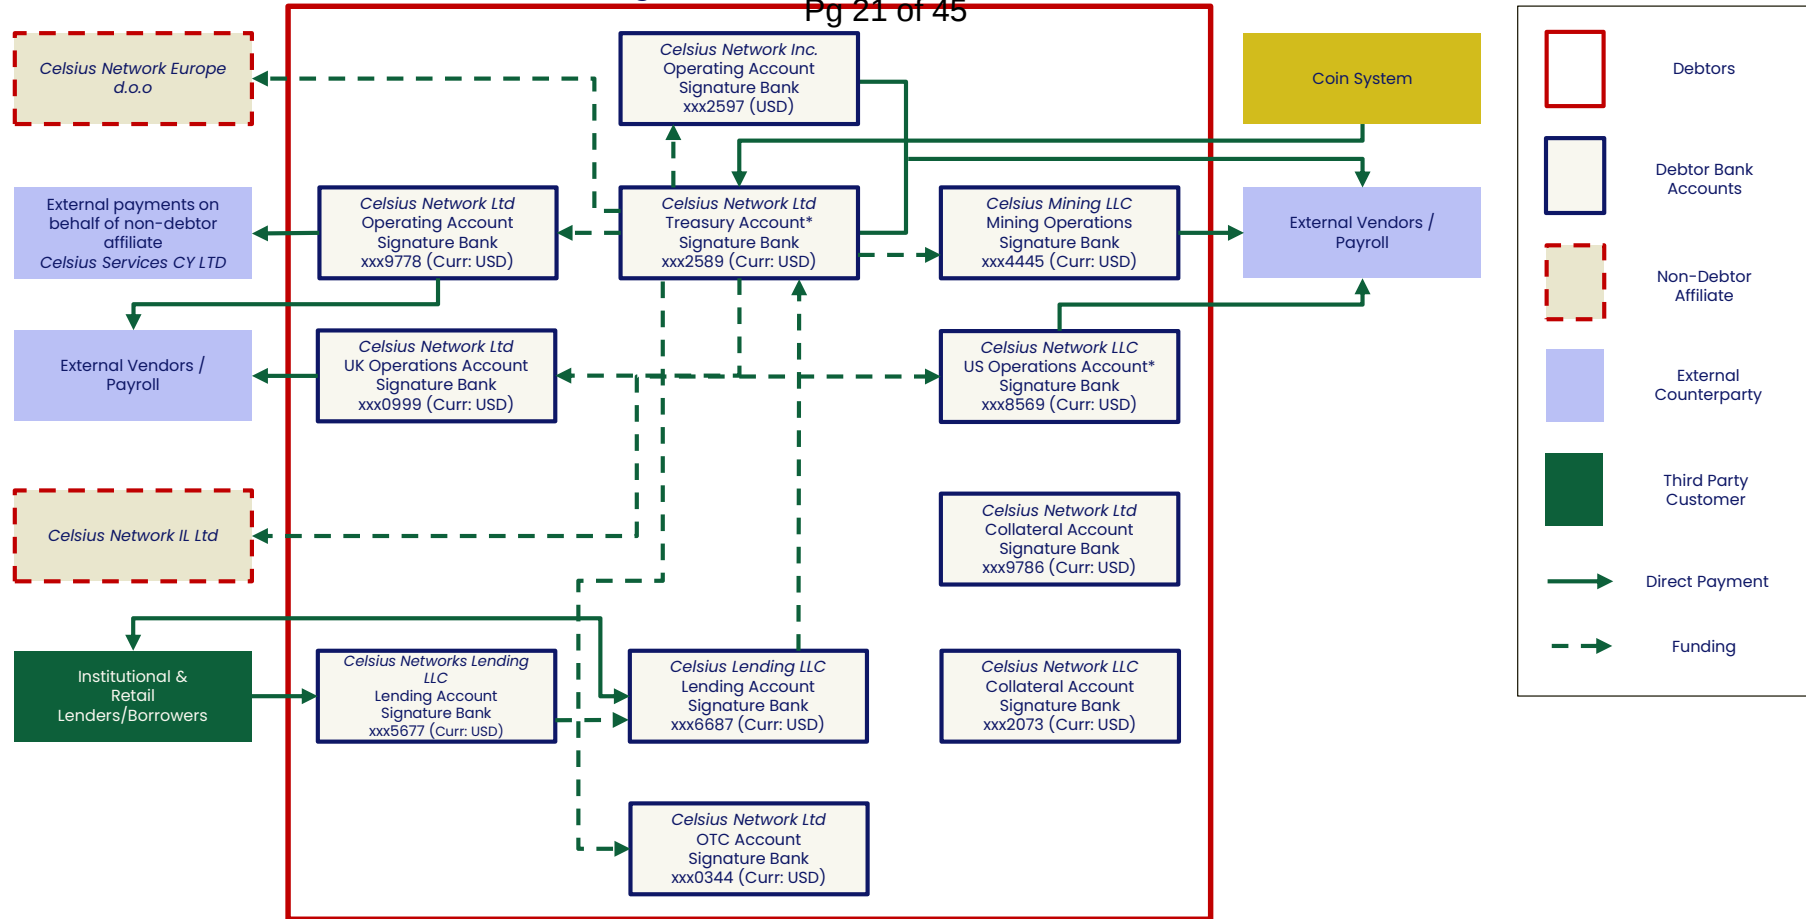 Pg 21 of 45
Celsius Network Europe
d.o.o
Celsius Network Inc.
Operating Account
Signature Bank
xxx2597 (USD)
Coin System
External payments on
behalf of non-debtor
affiliate
Celsius Services CY LTD
Celsius Network Ltd
Operating Account
Signature Bank
xxx9778 (Curr: USD)
Celsius Network Ltd
Treasury Account*
Signature Bank
xxx2589 (Curr: USD)
Celsius Mining LLC
Mining Operations
Signature Bank
xxx4445 (Curr: USD)
External Vendors /
Payroll
External Vendors /
Payroll
Celsius Network Ltd
UK Operations Account
Signature Bank
xxx0999 (Curr: USD)
Celsius Network LLC
US Operations Account*
Signature Bank
xxx8569 (Curr: USD)
Celsius Network IL Ltd
Celsius Network Ltd
Collateral Account
Signature Bank
xxx9786 (Curr: USD)
Institutional &
Retail
Lenders/Borrowers
Celsius Networks Lending
LLC
Lending Account
Signature Bank
xxx5677 (Curr: USD)
Celsius Lending LLC
Lending Account
Signature Bank
xxx6687 (Curr: USD)
Celsius Network LLC
Collateral Account
Signature Bank
xxx2073 (Curr: USD)
Celsius Network Ltd
OTC Account
Signature Bank
xxx0344 (Curr: USD)
Debtors
Debtor Bank
Accounts
Non-Debtor
Affiliate
External
Counterparty
Third Party
Customer
Direct Payment
Funding